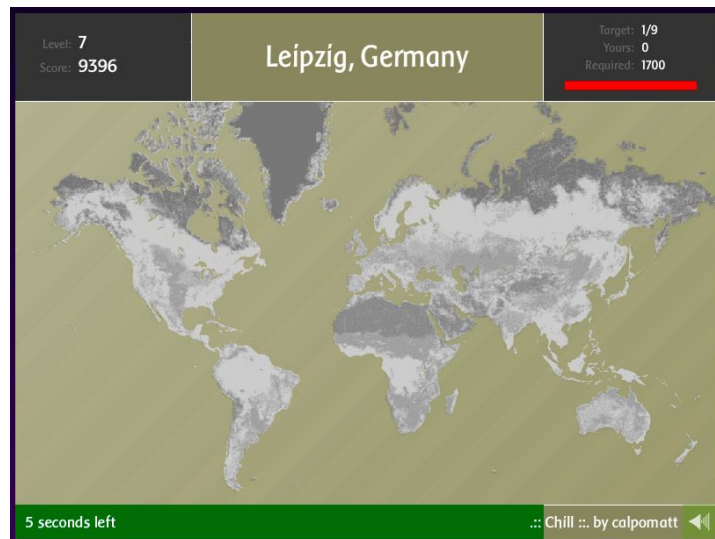 Level: 7
Score: 9396
Leipzig, Germany
Target: 1/9
Yours: 0
Required: 1700
5 seconds left
.:: Chill ::. by calpomatt